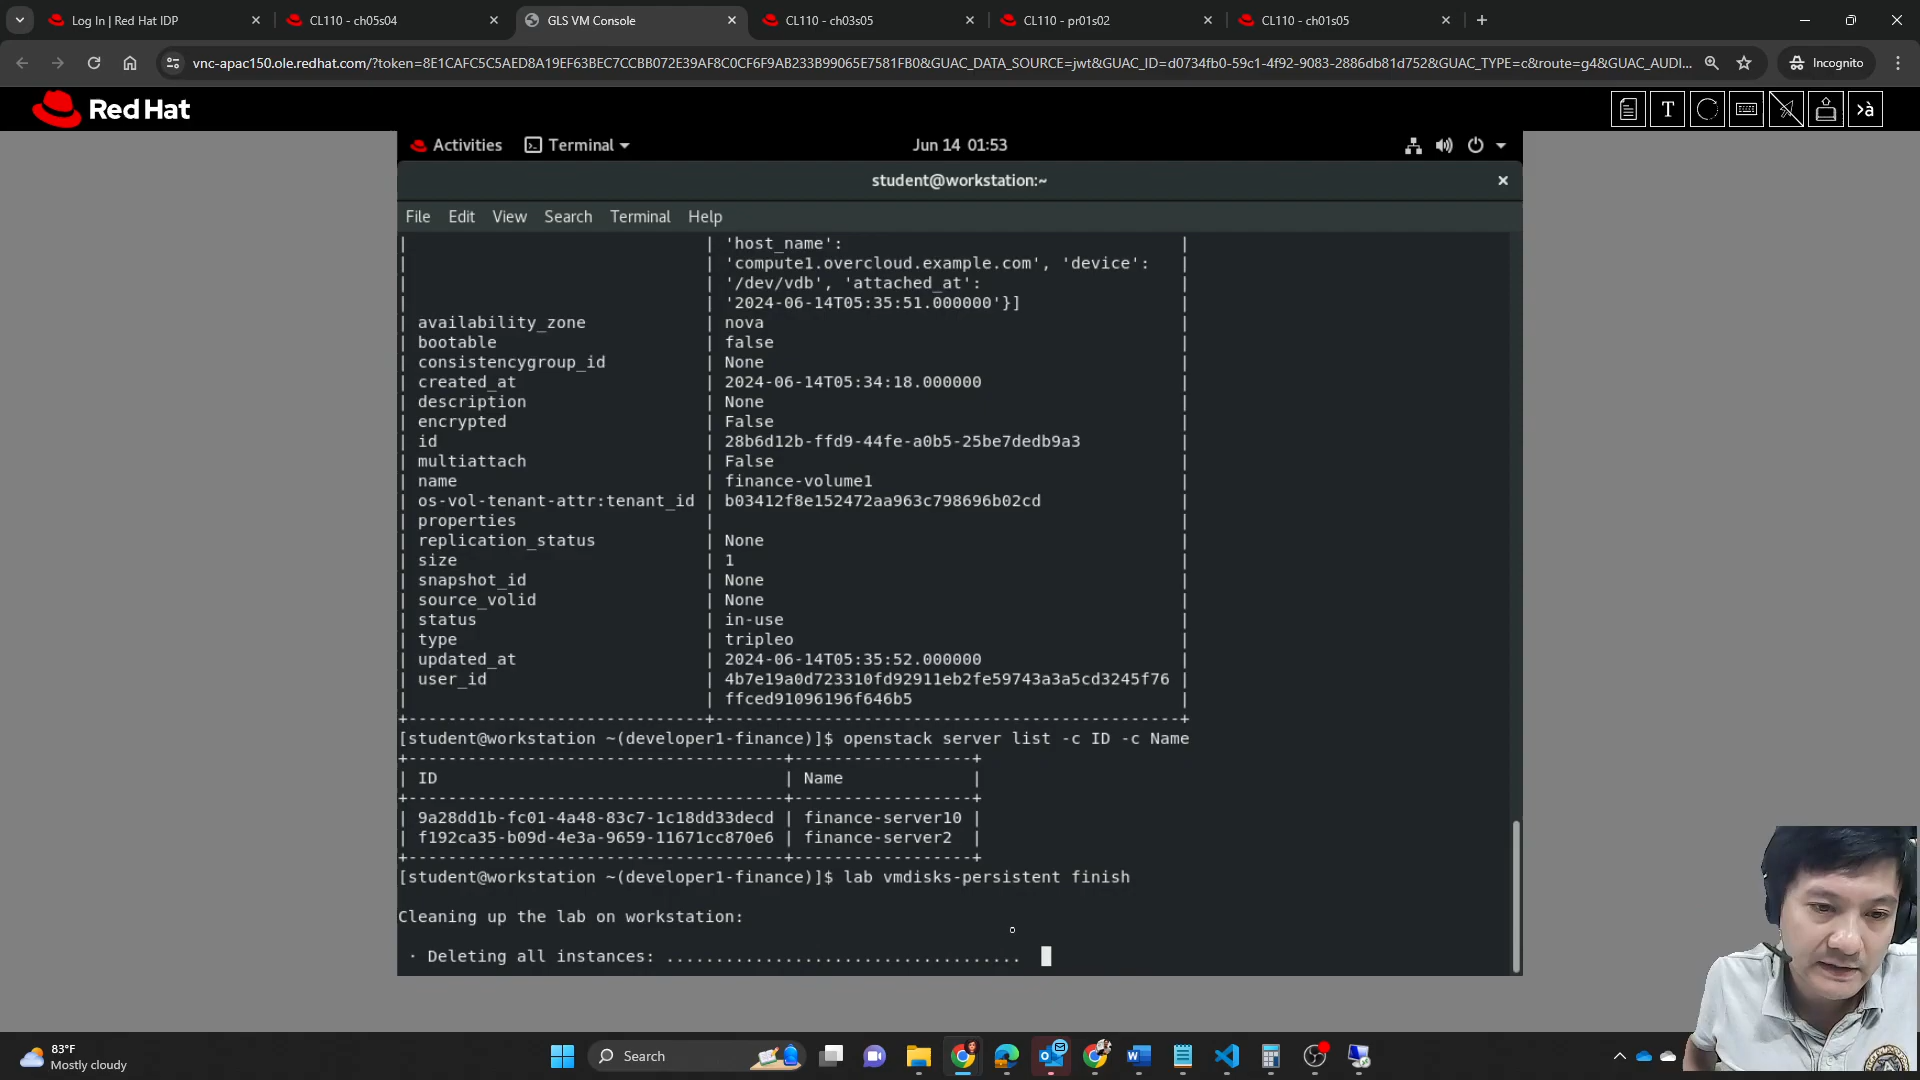 Log In | Red Hat IDP
CL110 - ch05s04
GLS VM Console
CL110 - ch03s05
CL110 - pr01s02
CL110 - ch01s05
vnc-apac150.ole.redhat.com/?token=8E1CAFC5C5AED8A19EF63BEC7CCBB072E39AF8C0CF6F9AB233B99065E7581FB0&GUAC_DATA_SOURCE=jwt&GUAC_ID=d0734fb0-59c1-4f92-9083-2886db81d752&GUAC_TYPE=c&route=g4&GUAC_AUDI...
Incognito
Red Hat
Activities
Terminal
Jun 14 01:53
student@workstation:~
File Edit View Search Terminal Help
| | 'host_name': |
| | 'compute1.overcloud.example.com', 'device': |
| | '/dev/vdb', 'attached_at': |
| | '2024-06-14T05:35:51.000000'}] |
| availability_zone | nova |
| bootable | false |
| consistencygroup_id | None |
| created_at | 2024-06-14T05:34:18.000000 |
| description | None |
| encrypted | False |
| id | 28b6d12b-ffd9-44fe-a0b5-25be7dedb9a3 |
| multiattach | False |
| name | finance-volume1 |
| os-vol-tenant-attr:tenant_id | b03412f8e152472aa963c798696b02cd |
| properties | |
| replication_status | None |
| size | 1 |
| snapshot_id | None |
| source_volid | None |
| status | in-use |
| type | tripleo |
| updated_at | 2024-06-14T05:35:52.000000 |
| user_id | 4b7e19a0d723310fd92911eb2fe59743a3a5cd3245f76 |
| | ffced91096196f646b5 |
+------------------------------+-----------------------------------------------+
[student@workstation ~(developer1-finance)]$ openstack server list -c ID -c Name
+--------------------------------------+------------------+
| ID | Name |
+--------------------------------------+------------------+
| 9a28dd1b-fc01-4a48-83c7-1c18dd33decd | finance-server10 |
| f192ca35-b09d-4e3a-9659-11671cc870e6 | finance-server2 |
+--------------------------------------+------------------+
[student@workstation ~(developer1-finance)]$ lab vmdisks-persistent finish
Cleaning up the lab on workstation:
· Deleting all instances: ....................................
83°F
Mostly cloudy
Search